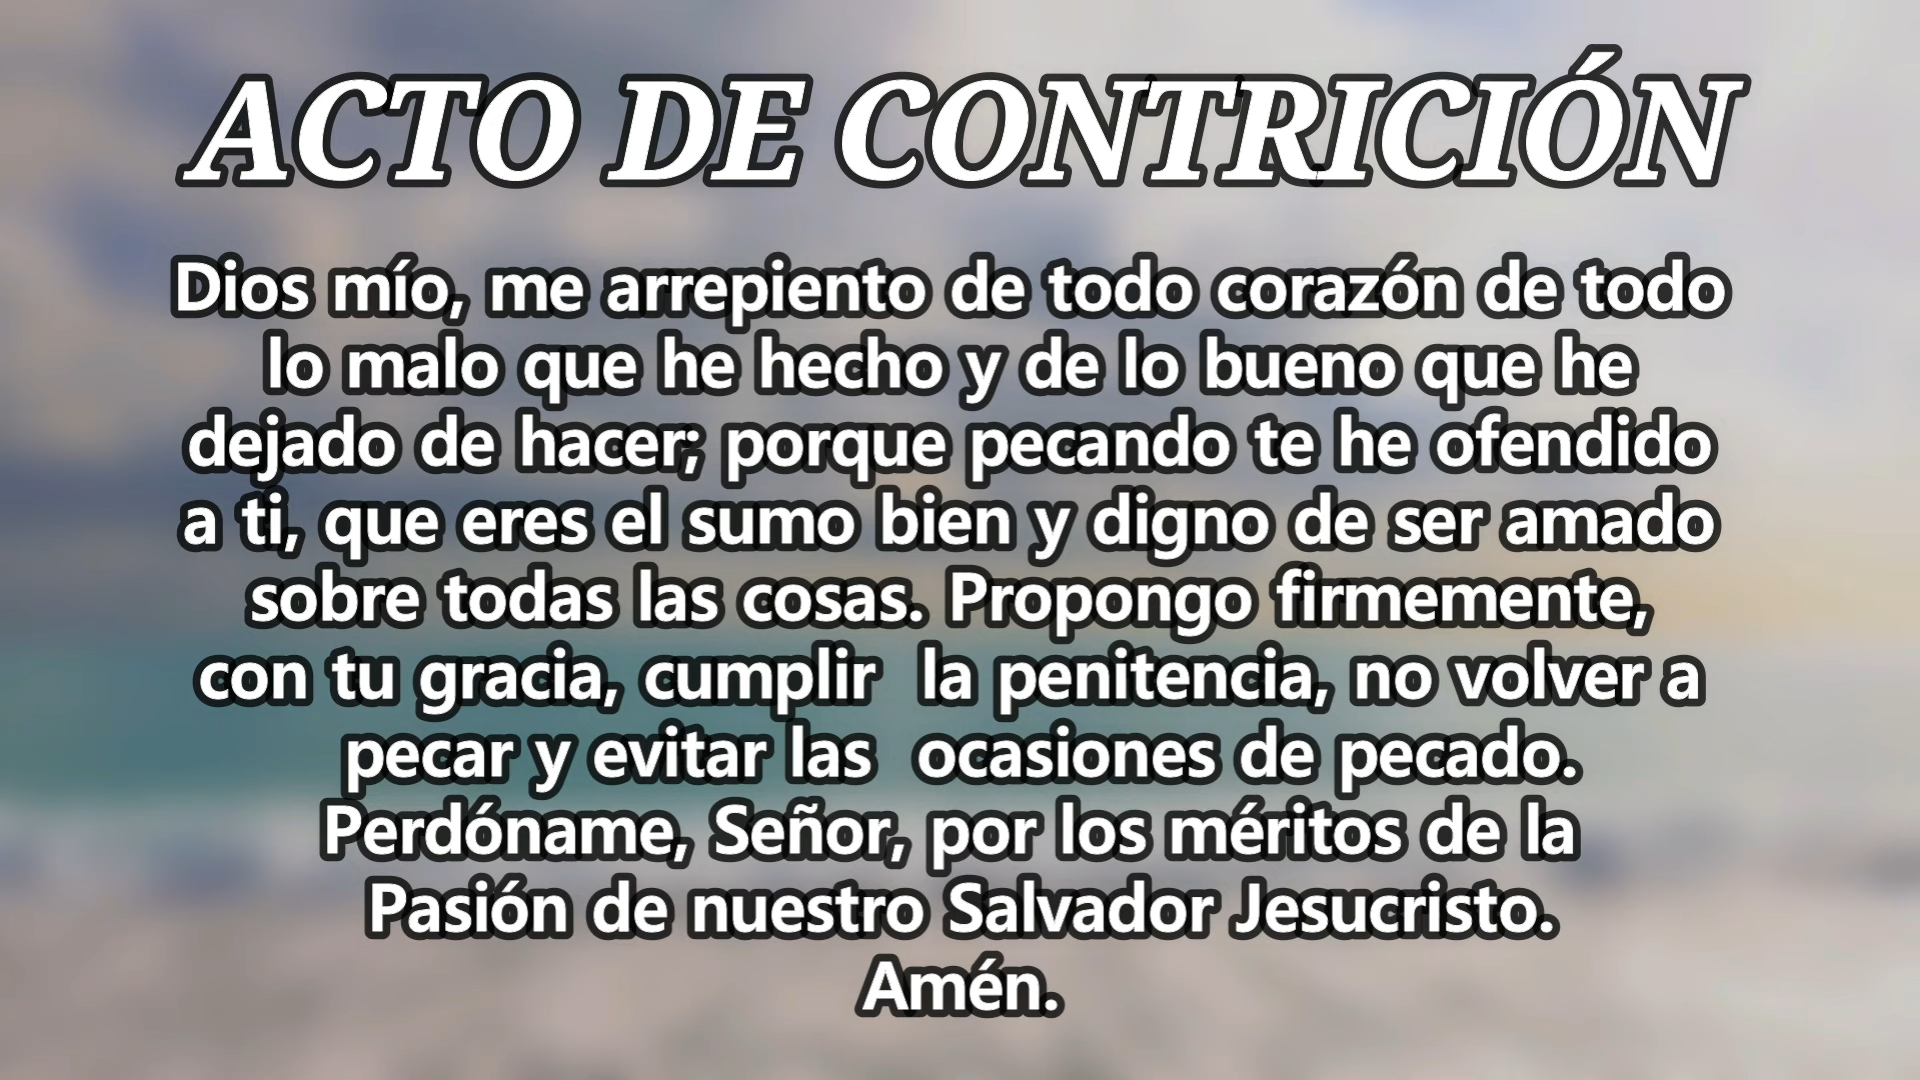 ACTO DE CONTRICIÓN
Dios mío, me arrepiento de todo corazón de todo
lo malo que he hecho y de lo bueno que he
dejado de hacer; porque pecando te he ofendido
a ti, que eres el sumo bien y digno de ser amado
sobre todas las cosas. Propongo firmemente,
con tu gracia, cumplir  la penitencia, no volver a
pecar y evitar las  ocasiones de pecado.
Perdóname, Señor, por los méritos de la
Pasión de nuestro Salvador Jesucristo.
Amén.